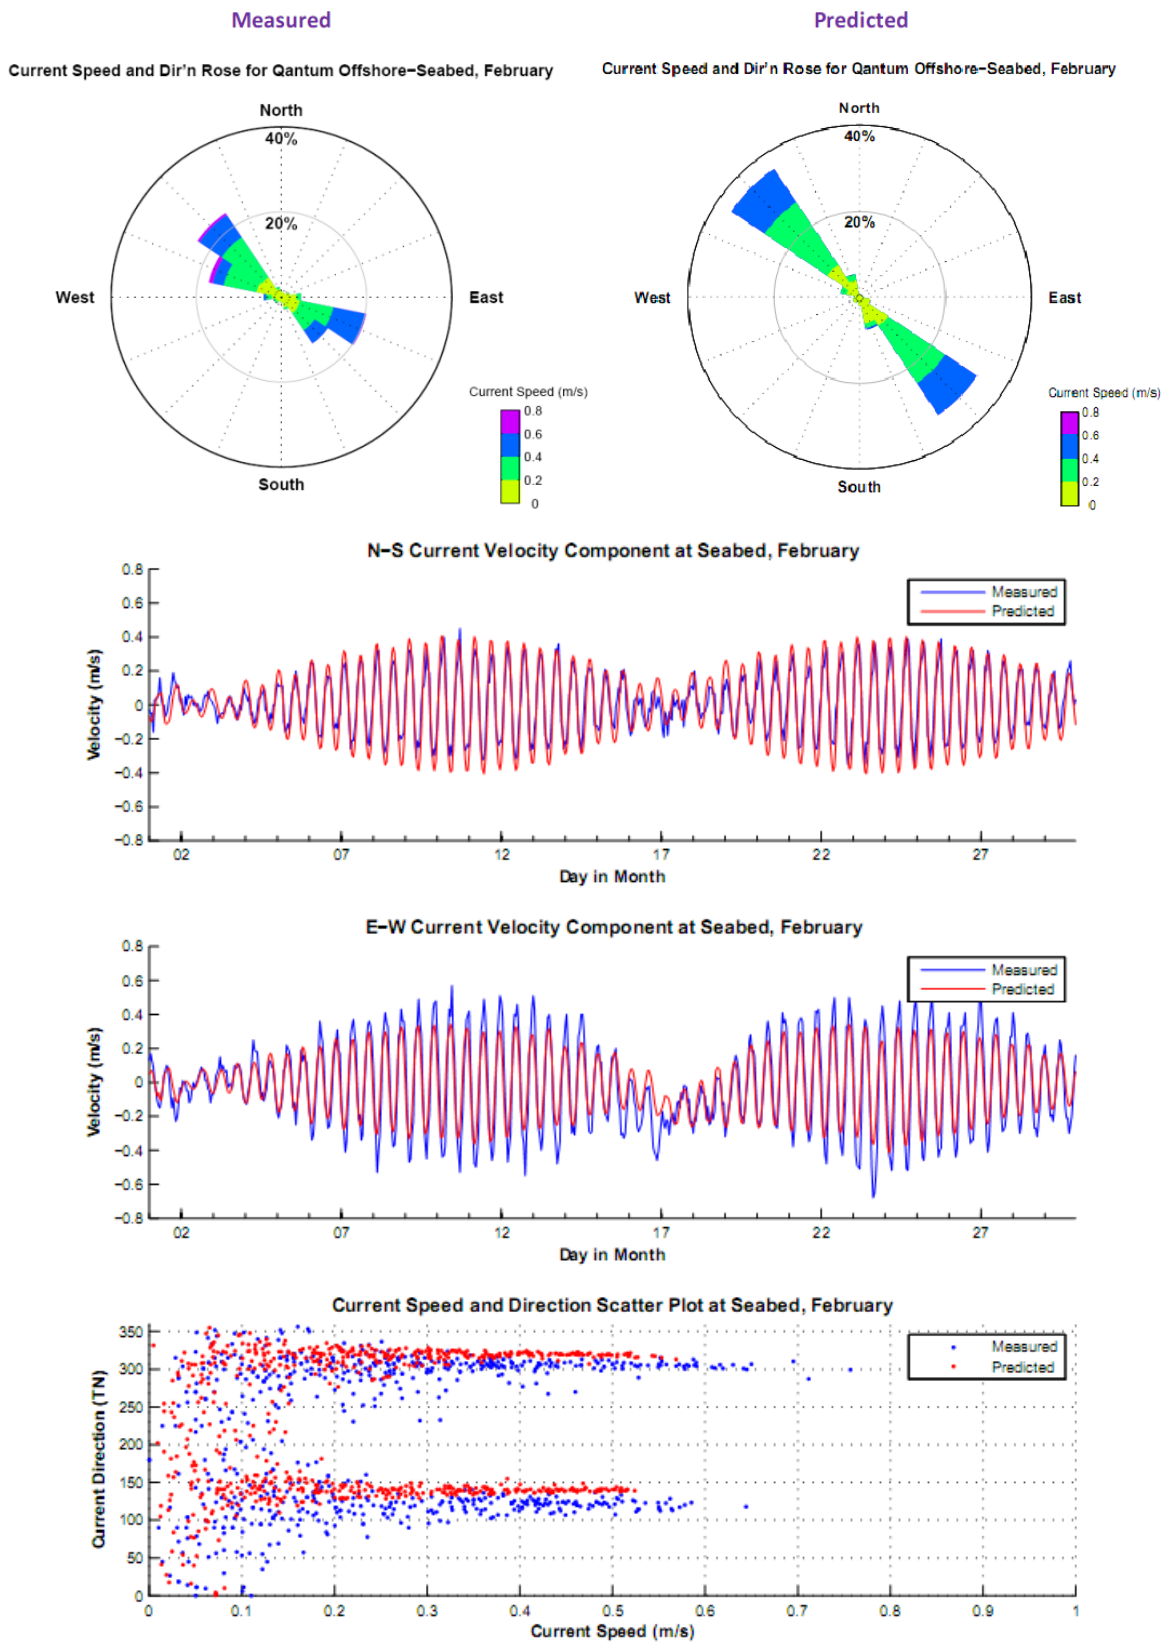 Measured
Predicted
Current Speed and Dir'n Rose for Qantum Offshore-Seabed, February
Current Speed and Dir'n Rose for Qantum Offshore-Seabed, February
North
40%
20%
West
East
South
Current Speed (m/s)
0.8
0.6
0.4
0.2
0
North
40%
20%
West
East
South
Current Speed (m/s)
0.8
0.6
0.4
0.2
0
N-S Current Velocity Component at Seabed, February
Velocity (m/s)
0.8
0.6
0.4
0.2
0
-0.2
-0.4
-0.6
-0.8
Measured
Predicted
02 07 12 17 22 27
Day in Month
E-W Current Velocity Component at Seabed, February
Velocity (m/s)
0.8
0.6
0.4
0.2
0
-0.2
-0.4
-0.6
-0.8
Measured
Predicted
02 07 12 17 22 27
Day in Month
Current Speed and Direction Scatter Plot at Seabed, February
Current Direction (TN)
350
300
250
200
150
100
50
0
Measured
Predicted
0 0.1 0.2 0.3 0.4 0.5 0.6 0.7 0.8 0.9 1
Current Speed (m/s)